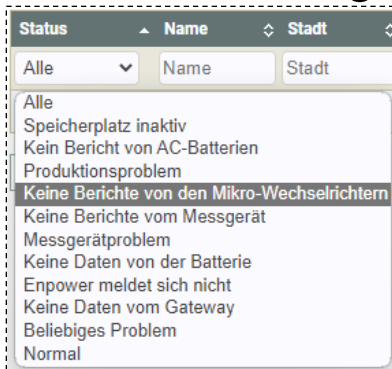 Status Name Stadt
Alle Name Stadt
Alle
Speicherplatz inaktiv
Kein Bericht von AC-Batterien
Produktionsproblem
Keine Berichte von den Mikro-Wechselrichtern
Keine Berichte vom Messgerät
Messgerätproblem
Keine Daten von der Batterie
Enpower meldet sich nicht
Keine Daten vom Gateway
Beliebiges Problem
Normal